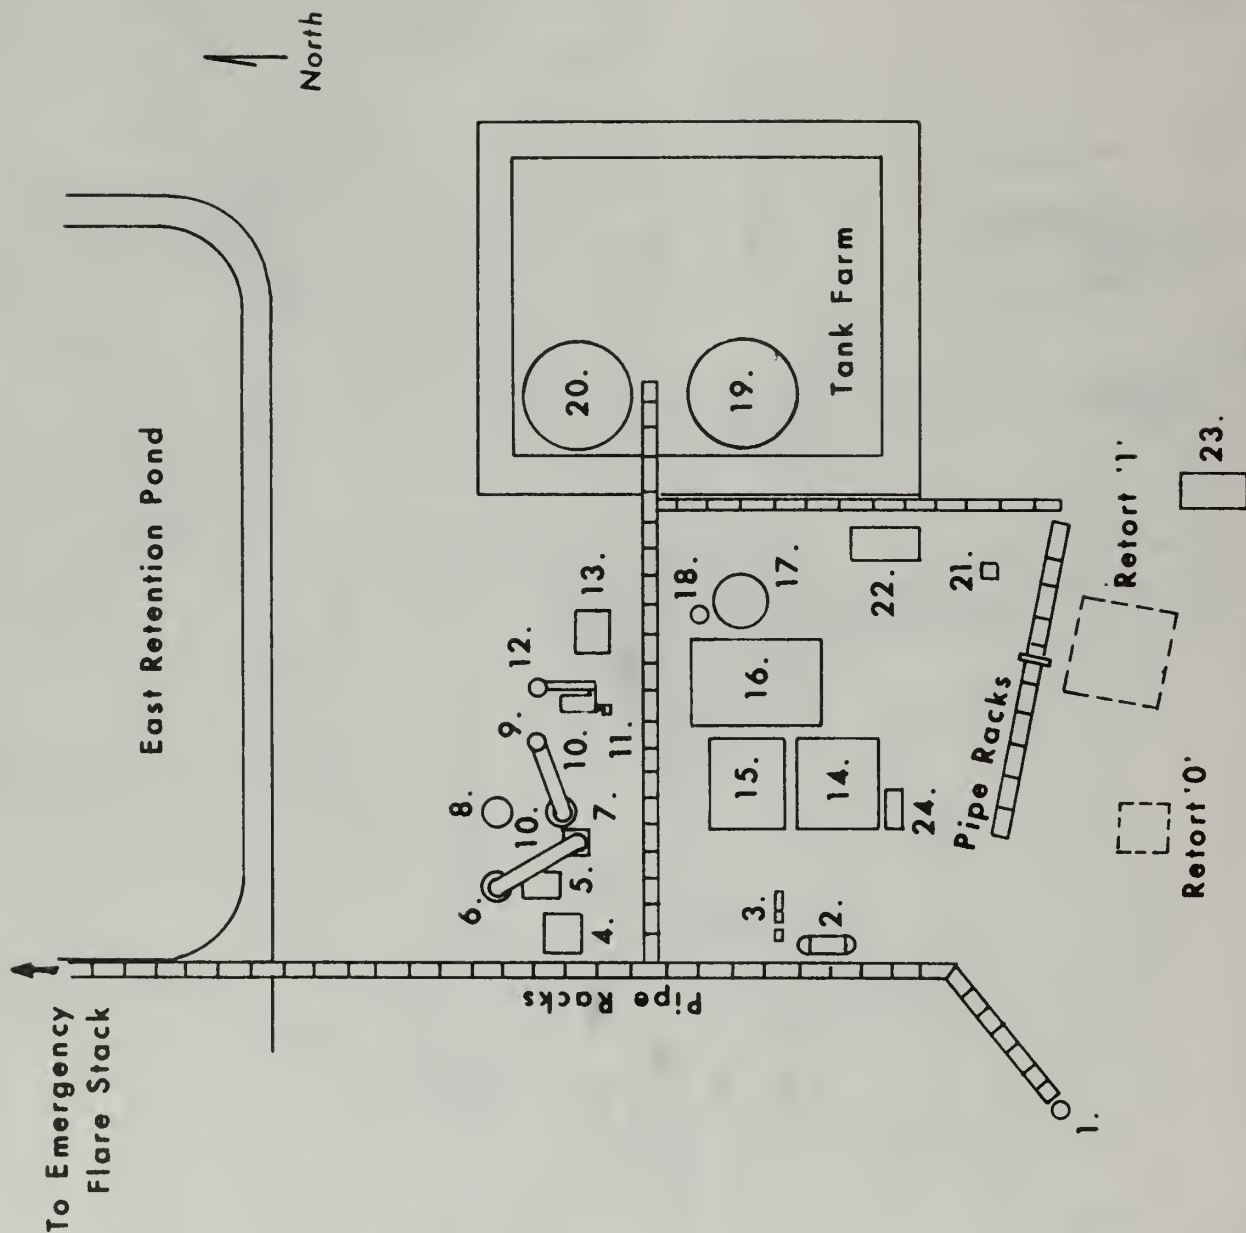 To Emergency
Flare Stack
North
East Retention Pond
Pipe Racks
6.
8.
9.
12.
10.
10.
4.
5.
7.
11.
13.
20.
19.
Tank Farm
3.
2.
15.
14.
16.
18.
17.
24.
22.
21.
Pipe Racks
1.
Retort '0'
Retort '1'
23.